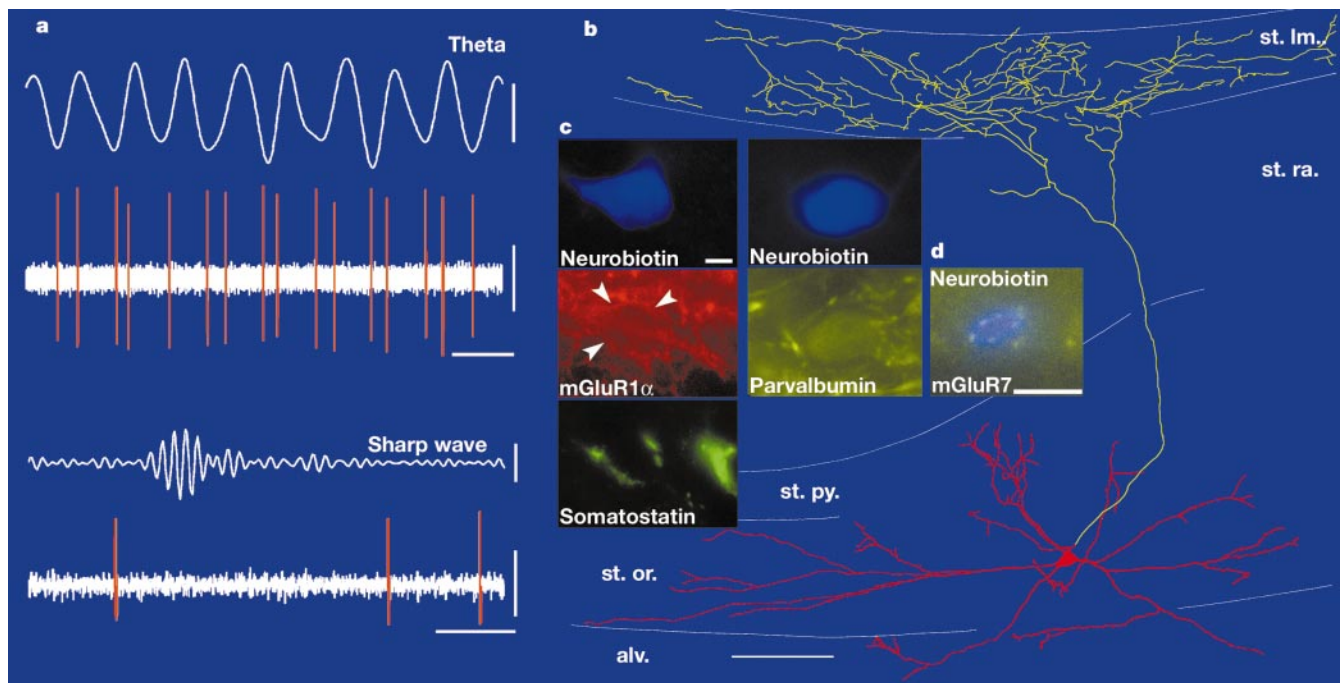 a
Theta
Sharp wave
b
st. lm.
st. ra.
st. py.
st. or.
alv.
c
Neurobiotin
Neurobiotin
mGluR1α
Parvalbumin
Somatostatin
d
Neurobiotin
mGluR7